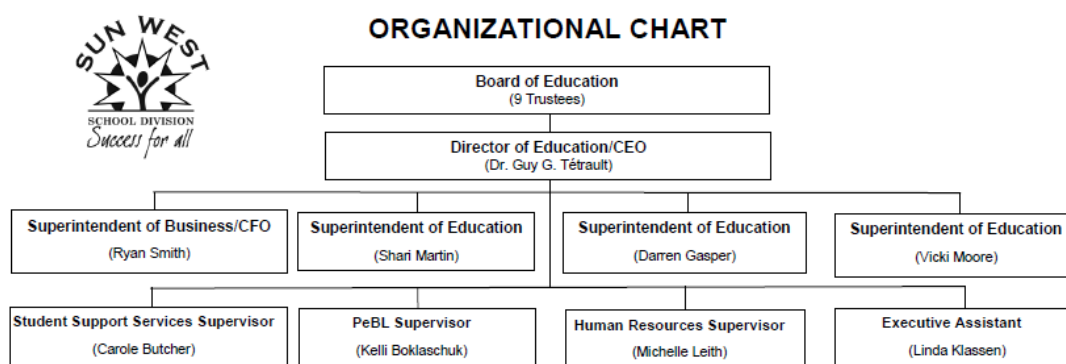 SUN WEST
SCHOOL DIVISION
Success for all
ORGANIZATIONAL CHART
Board of Education
(9 Trustees)
Director of Education/CEO
(Dr. Guy G. Tétrault)
Superintendent of Business/CFO
(Ryan Smith)
Superintendent of Education
(Shari Martin)
Superintendent of Education
(Darren Gasper)
Superintendent of Education
(Vicki Moore)
Student Support Services Supervisor
(Carole Butcher)
PeBL Supervisor
(Kelli Boklaschuk)
Human Resources Supervisor
(Michelle Leith)
Executive Assistant
(Linda Klassen)